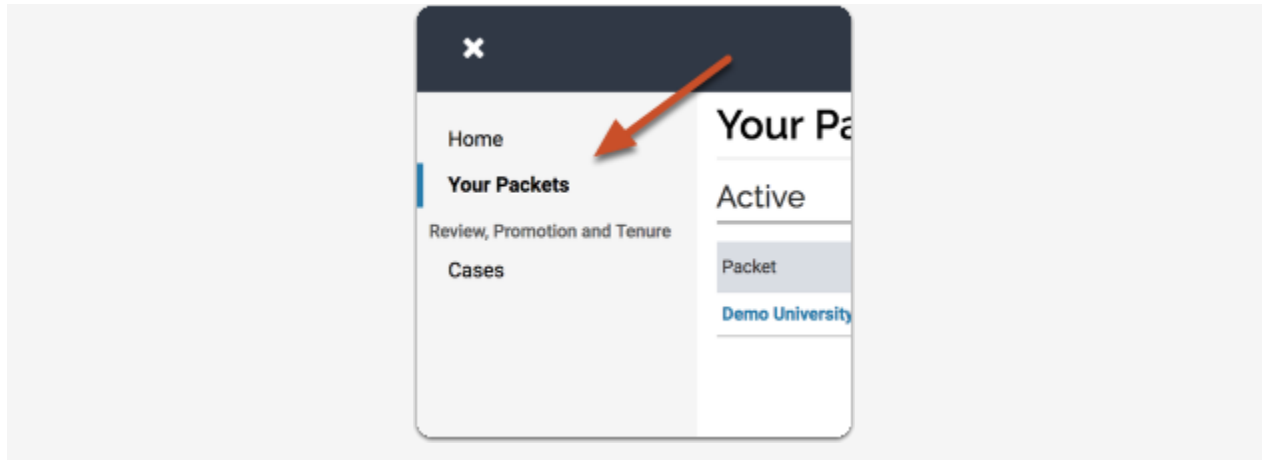 Home
Your Packets
Review, Promotion and Tenure
Cases
Your Pa
Active
Packet
Demo University